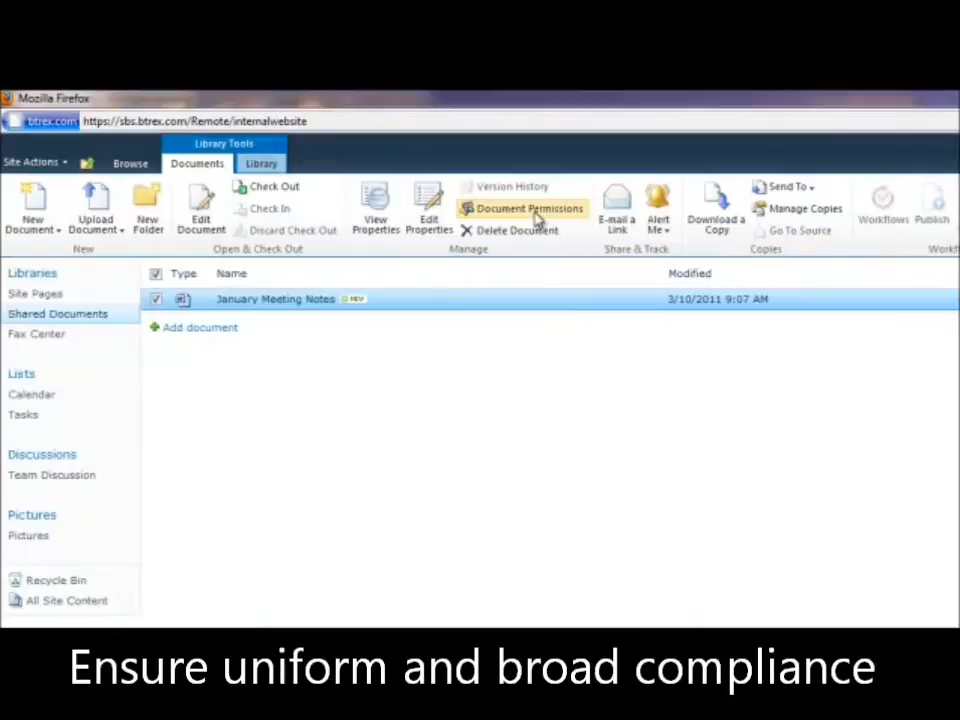 Mozilla Firefox
btrex.com https://sbs.btrex.com/Remote/internalwebsite
Library Tools
Site Actions Browse Documents Library
New Document
Upload Document
New Folder
New
Edit Document
Check Out
Check In
Discard Check Out
Open & Check Out
View Properties
Edit Properties
Version History
Document Permissions
Delete Document
Manage
E-mail a Link
Alert Me
Share & Track
Download a Copy
Send To
Manage Copies
Go To Source
Copies
Workflows
Publish
Workf
Libraries
Site Pages
Shared Documents
Fax Center
Lists
Calendar
Tasks
Discussions
Team Discussion
Pictures
Pictures
Recycle Bin
All Site Content
Type Name Modified
January Meeting Notes NEW 3/10/2011 9:07 AM
Add document
Ensure uniform and broad compliance